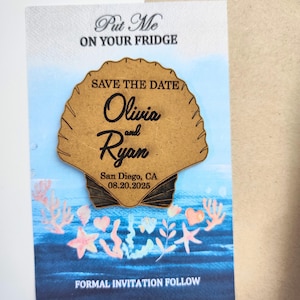 Put Me
ON YOUR FRIDGE
SAVE THE DATE
Olivia
and
Ryan
San Diego, CA
08.20.2025
FORMAL INVITATION FOLLOW